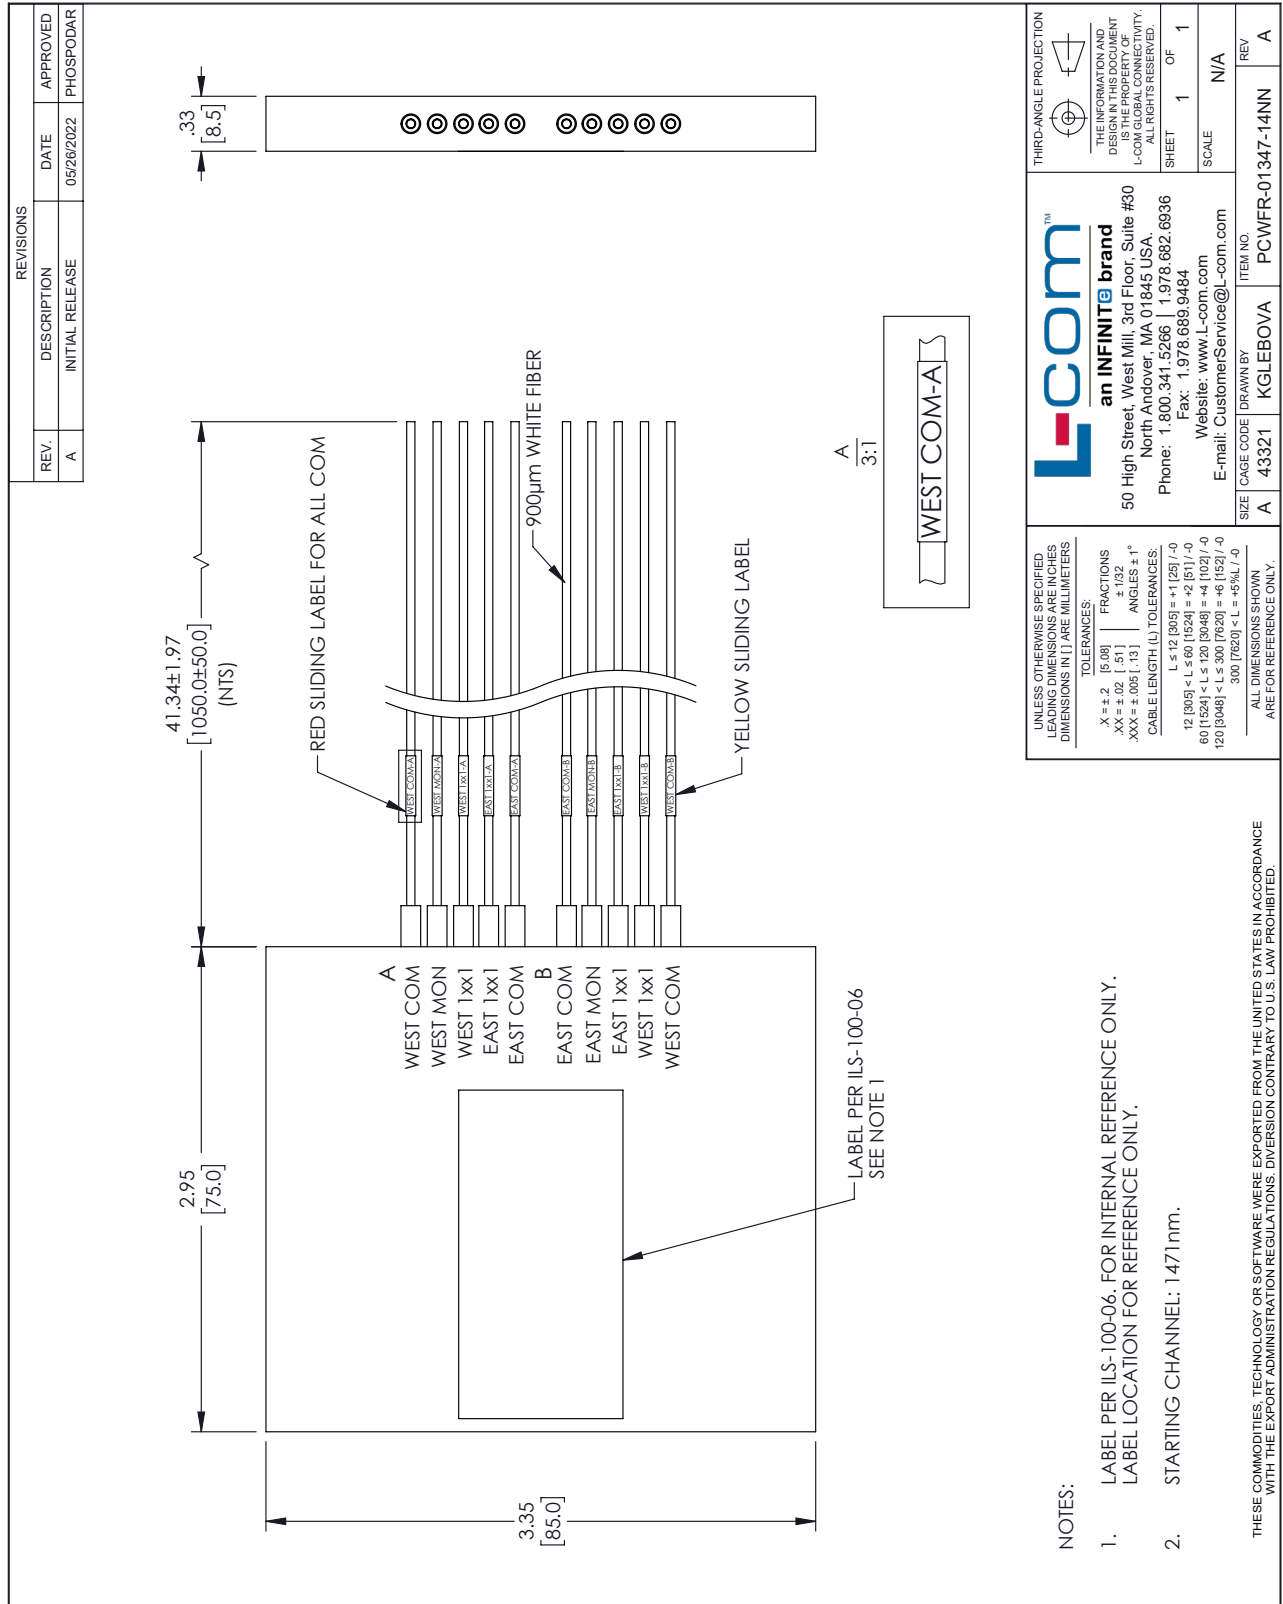 REVISIONS
REV.
DESCRIPTION
DATE
APPROVED
A
INITIAL RELEASE
05/26/2022
PHOSPODAR
2.95
[75.0]
41.34±1.97
[1050.0±50.0]
(NTS)
.33
[8.5]
3.35
[85.0]
RED SLIDING LABEL FOR ALL COM
900µm WHITE FIBER
YELLOW SLIDING LABEL
A
WEST COM
WEST MON
WEST 1xx1
EAST 1xx1
EAST COM
B
EAST COM
EAST MON
EAST 1xx1
WEST 1xx1
WEST COM
WEST COM-A
WEST MON-A
WEST 1xx1-A
EAST 1xx1-A
EAST COM-A
EAST COM-B
EAST MON-B
EAST 1xx1-B
WEST 1xx1-B
WEST COM-B
LABEL PER ILS-100-06
SEE NOTE 1
A
3:1
WEST COM-A
NOTES:
1. LABEL PER ILS-100-06. FOR INTERNAL REFERENCE ONLY.
LABEL LOCATION FOR REFERENCE ONLY.
2. STARTING CHANNEL: 1471nm.
THESE COMMODITIES, TECHNOLOGY OR SOFTWARE WERE EXPORTED FROM THE UNITED STATES IN ACCORDANCE
WITH THE EXPORT ADMINISTRATION REGULATIONS. DIVERSION CONTRARY TO U.S. LAW PROHIBITED.
UNLESS OTHERWISE SPECIFIED
LEADING DIMENSIONS ARE INCHES
DIMENSIONS IN [ ] ARE MILLIMETERS
TOLERANCES:
.X = ± .2 [5.08]
.XX = ± .02 [ .51]
.XXX = ± .005 [ .13]
FRACTIONS
± 1/32
ANGLES ± 1°
CABLE LENGTH (L) TOLERANCES:
L ≤ 12 [305] = +1 [25] / -0
12 [305] < L ≤ 60 [1524] = +2 [51] / -0
60 [1524] < L ≤ 120 [3048] = +4 [102] / -0
120 [3048] < L ≤ 300 [7620] = +6 [152] / -0
300 [7620] < L = +5%L / -0
ALL DIMENSIONS SHOWN
ARE FOR REFERENCE ONLY.
L-com™
an INFINITe brand
50 High Street, West Mill, 3rd Floor, Suite #30
North Andover, MA 01845 USA.
Phone: 1.800.341.5266 | 1.978.682.6936
Fax: 1.978.689.9484
Website: www.L-com.com
E-mail: CustomerService@L-com.com
THIRD-ANGLE PROJECTION
THE INFORMATION AND
DESIGN IN THIS DOCUMENT
IS THE PROPERTY OF
L-COM GLOBAL CONNECTIVITY.
ALL RIGHTS RESERVED.
SHEET
1 OF 1
SCALE
N/A
SIZE
A
CAGE CODE
43321
DRAWN BY
KGLEBOVA
ITEM NO.
PCWFR-01347-14NN
REV
A